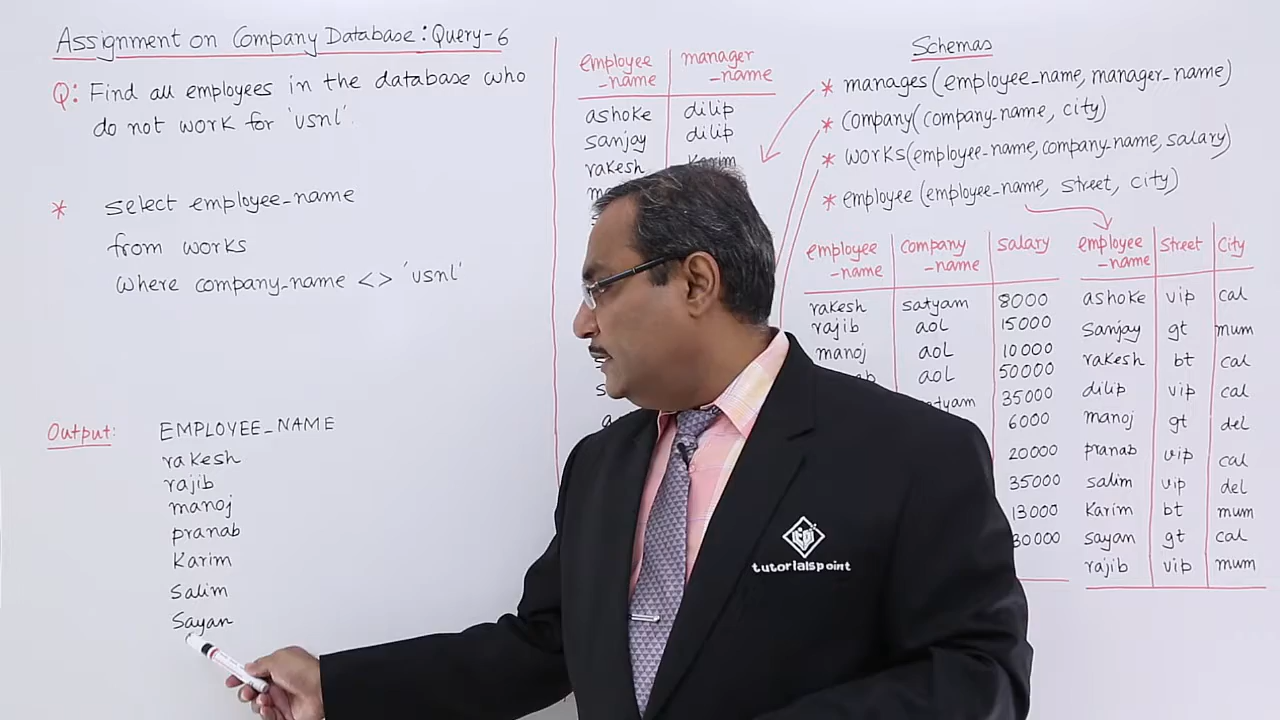 Assignment on Company Database: Query-6
Q: Find all employees in the database who
do not work for 'vsnl'.
* select employee_name
from works
where company_name <> 'vsnl'
Output: EMPLOYEE_NAME
rakesh
rajib
manoj
pranab
Karim
Salim
Sayan
employee_name manager_name
ashoke dilip
sanjay dilip
rakesh Karim
Schemas
* manages(employee_name, manager_name)
* Company(company_name, city)
* works(employee_name, company_name, salary)
* employee (employee_name, street, city)
employee_name company_name salary
rakesh satyam 8000
rajib aol 15000
manoj aol 10000
aol 50000
35000
6000
20000
35000
13000
30000
employee_name street City
ashoke vip cal
sanjay gt mum
rakesh bt cal
dilip vip cal
manoj gt del
pranab vip cal
salim vip del
Karim bt mum
sayan gt cal
rajib vip mum
tutorialspoint